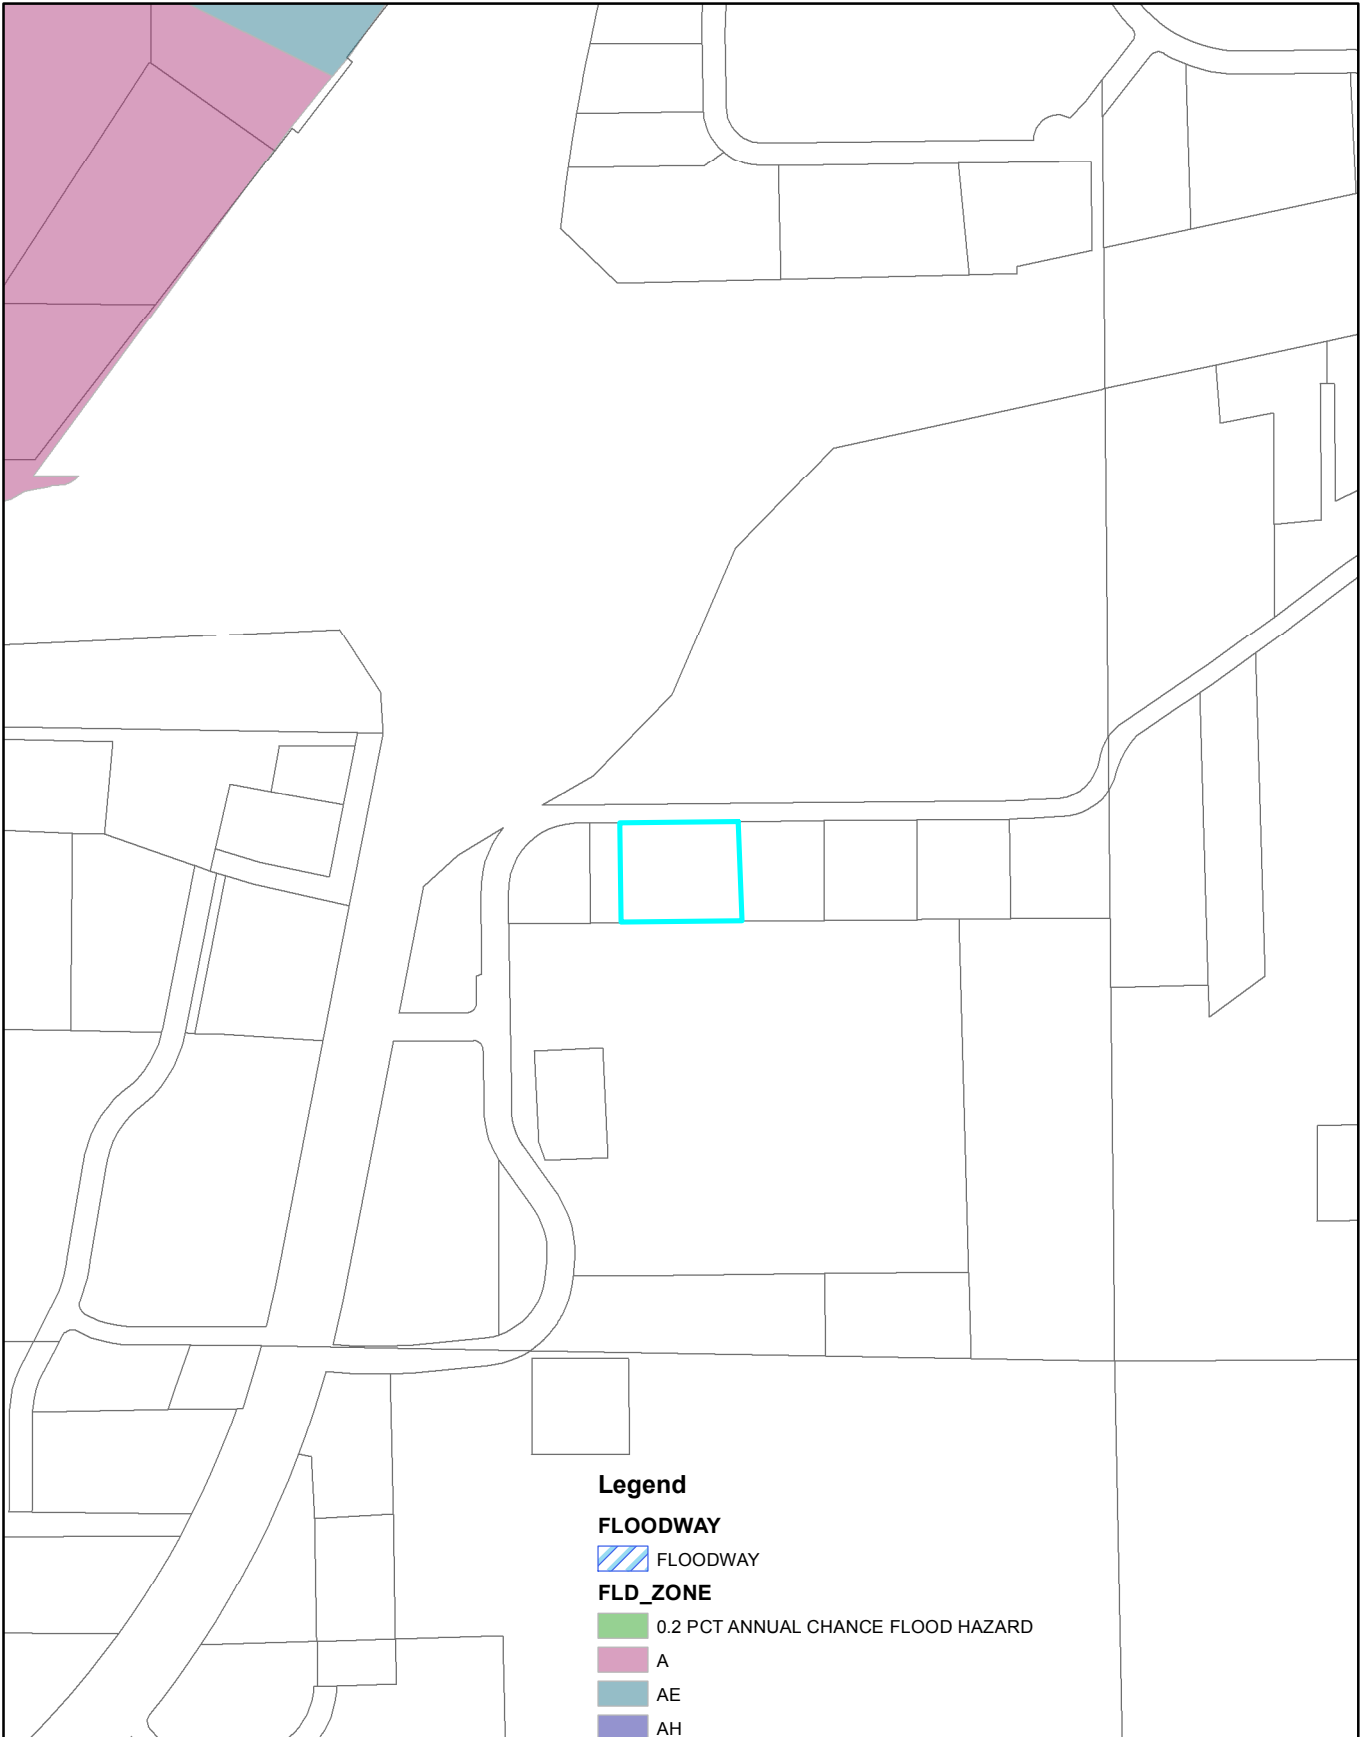 Legend
FLOODWAY
FLOODWAY
FLD_ZONE
0.2 PCT ANNUAL CHANCE FLOOD HAZARD
A
AE
AH